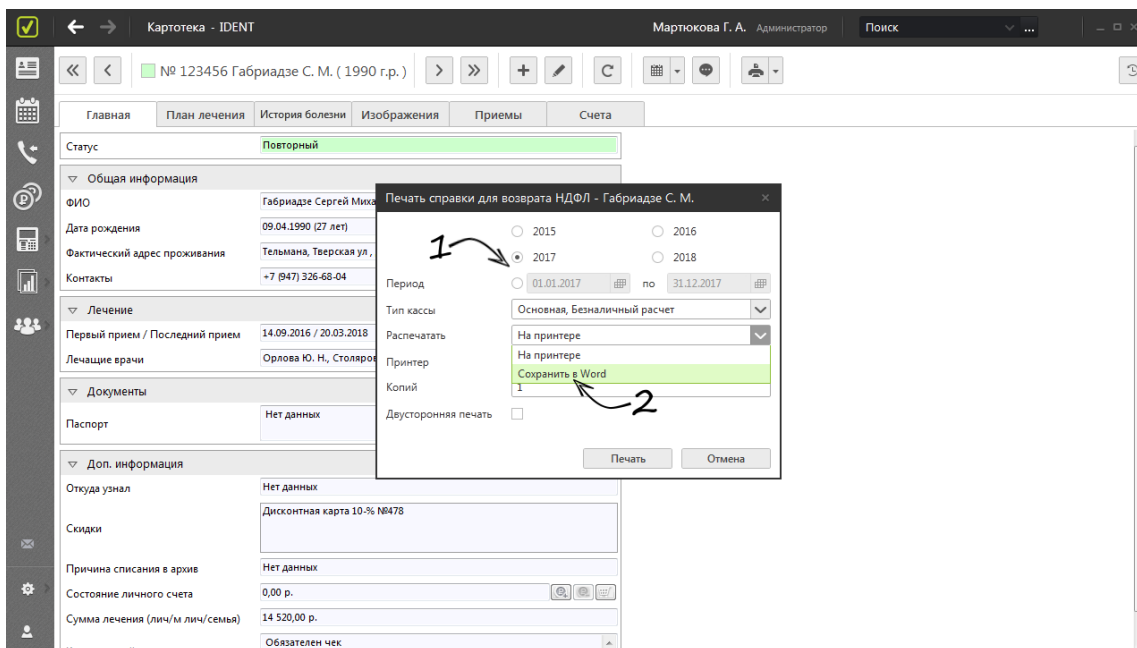 Картотека - IDENT
Мартюкова Г. А. Администратор
Поиск
...
№ 123456 Габриадзе С. М. ( 1990 г.р. )
Главная План лечения История болезни Изображения Приемы Счета
Статус Повторный
Общая информация
ФИО Габриадзе Сергей Миха
Дата рождения 09.04.1990 (27 лет)
Фактический адрес проживания Тельмана, Тверская ул ,
Контакты +7 (947) 326-68-04
Лечение
Первый прием / Последний прием 14.09.2016 / 20.03.2018
Лечащие врачи Орлова Ю. Н., Столяров
Документы
Паспорт Нет данных
Доп. информация
Откуда узнал Нет данных
Скидки Дисконтная карта 10-% №478
Причина списания в архив Нет данных
Состояние личного счета 0,00 р.
Сумма лечения (лич/м лич/семья) 14 520,00 р.
Обязателен чек
Печать справки для возврата НДФЛ - Габриадзе С. М.
2015 2016
1
2017 2018
Период 01.01.2017 по 31.12.2017
Тип кассы Основная, Безналичный расчет
Распечатать На принтере
На принтере
Принтер
Сохранить в Word
Копий 1
2
Двусторонняя печать
Печать Отмена